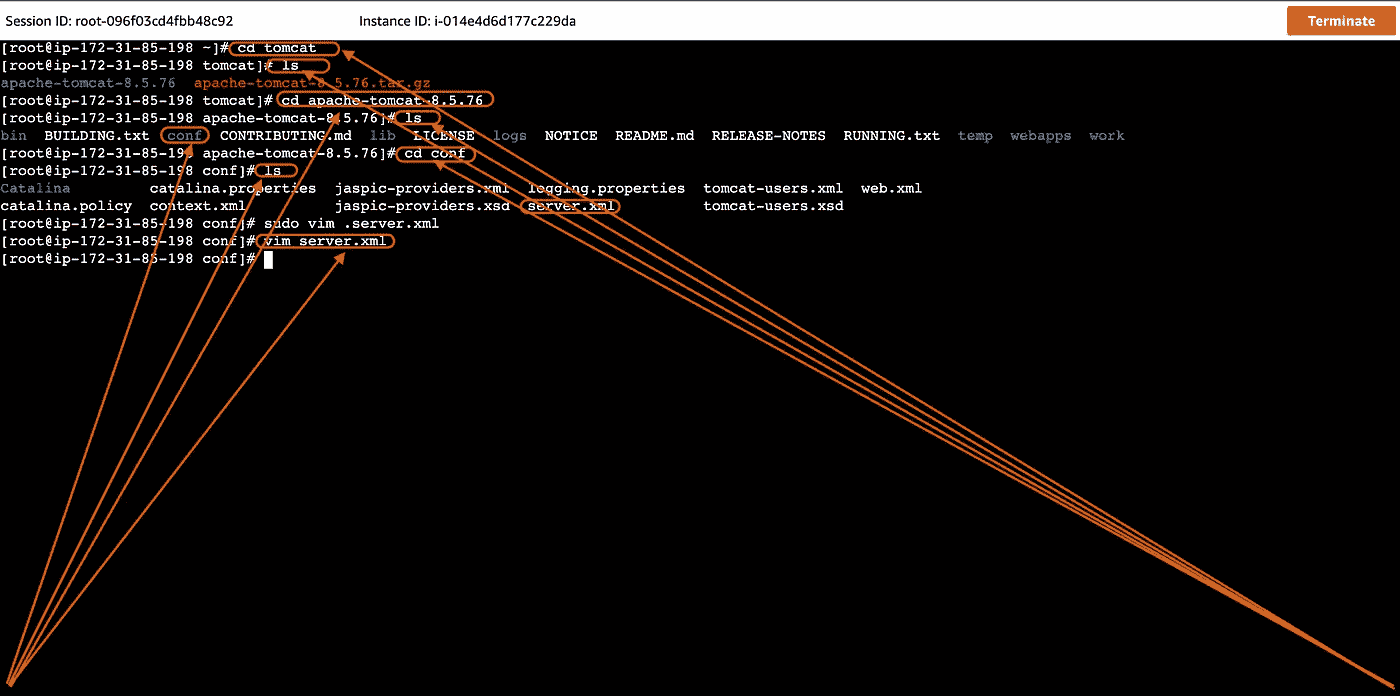 Session ID: root-096f03cd4fbb48c92 Instance ID: i-014e4d6d177c229da Terminate
[root@ip-172-31-85-198 ~]# cd tomcat
[root@ip-172-31-85-198 tomcat]# ls
apache-tomcat-8.5.76 apache-tomcat-8.5.76.tar.gz
[root@ip-172-31-85-198 tomcat]# cd apache-tomcat-8.5.76
[root@ip-172-31-85-198 apache-tomcat-8.5.76]# ls
bin BUILDING.txt conf CONTRIBUTING.md lib LICENSE logs NOTICE README.md RELEASE-NOTES RUNNING.txt temp webapps work
[root@ip-172-31-85-198 apache-tomcat-8.5.76]# cd conf
[root@ip-172-31-85-198 conf]# ls
Catalina catalina.properties jaspic-providers.xml logging.properties tomcat-users.xml web.xml
catalina.policy context.xml jaspic-providers.xsd server.xml tomcat-users.xsd
[root@ip-172-31-85-198 conf]# sudo vim .server.xml
[root@ip-172-31-85-198 conf]# vim server.xml
[root@ip-172-31-85-198 conf]#